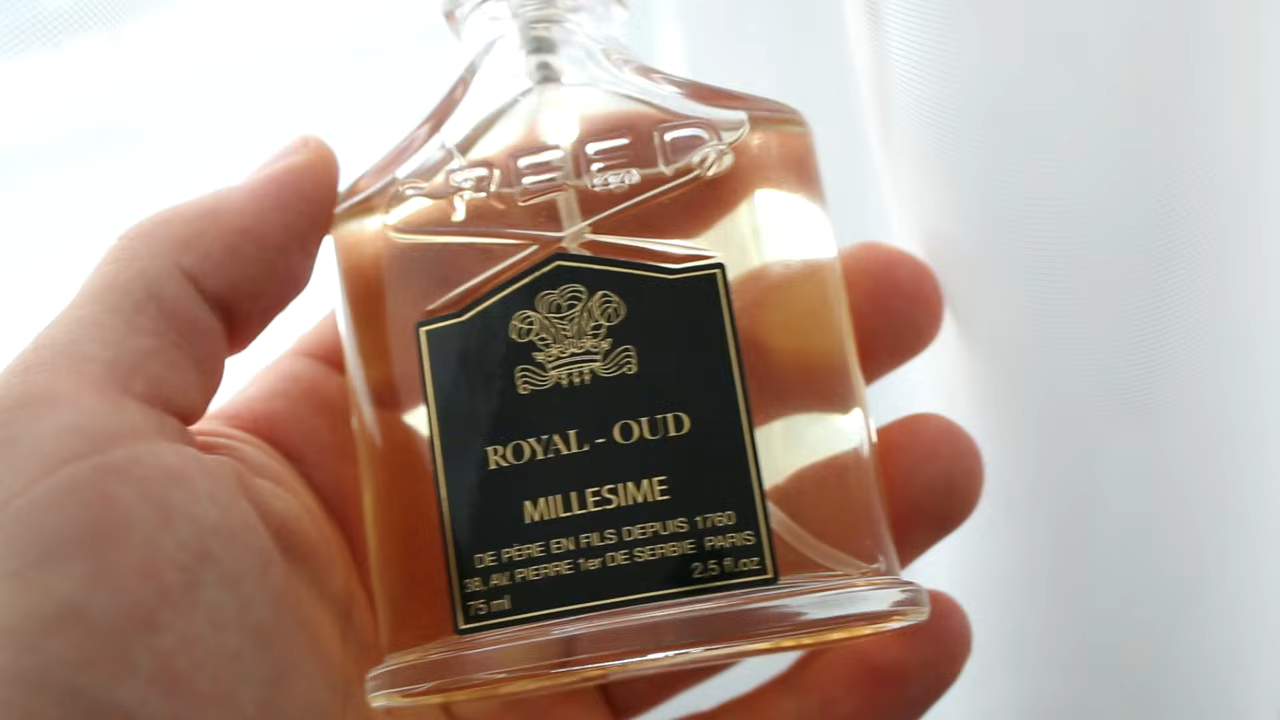 CREED
ROYAL - OUD
MILLESIME
DE PÈRE EN FILS DEPUIS 1760
38, AV. PIERRE 1er DE SERBIE PARIS
75 ml 2,5 fl.oz